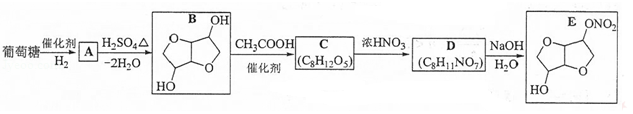 葡萄糖 催化剂 H₂ A H₂SO₄△ −2H₂O B OH O O HO CH₃COOH 催化剂 C (C₈H₁₂O₅) 浓HNO₃ D (C₈H₁₁NO₇) NaOH H₂O E ONO₂ O O HO